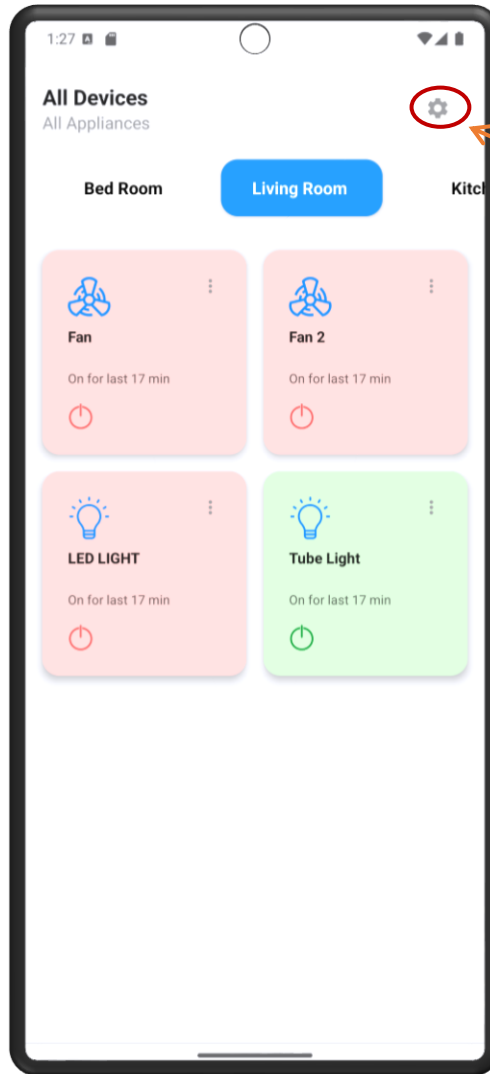 1:27
All Devices
All Appliances
Bed Room Living Room Kitc
Fan Fan 2
On for last 17 min On for last 17 min
LED LIGHT Tube Light
On for last 17 min On for last 17 min